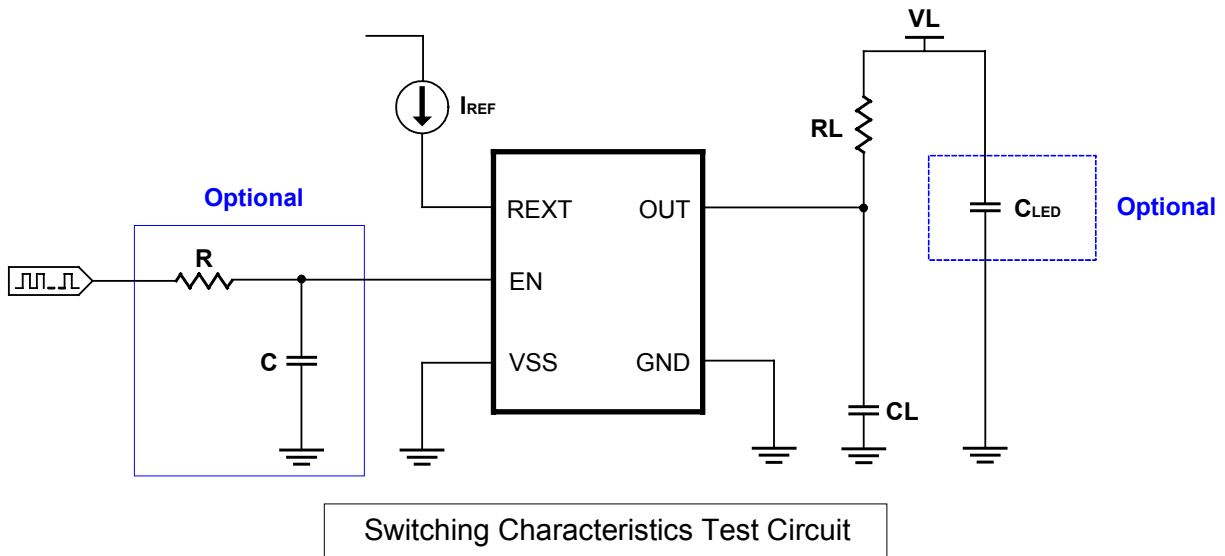 VL
IREF
RL
Optional
REXT
OUT
CLED
Optional
R
EN
C
VSS
GND
CL
Switching Characteristics Test Circuit